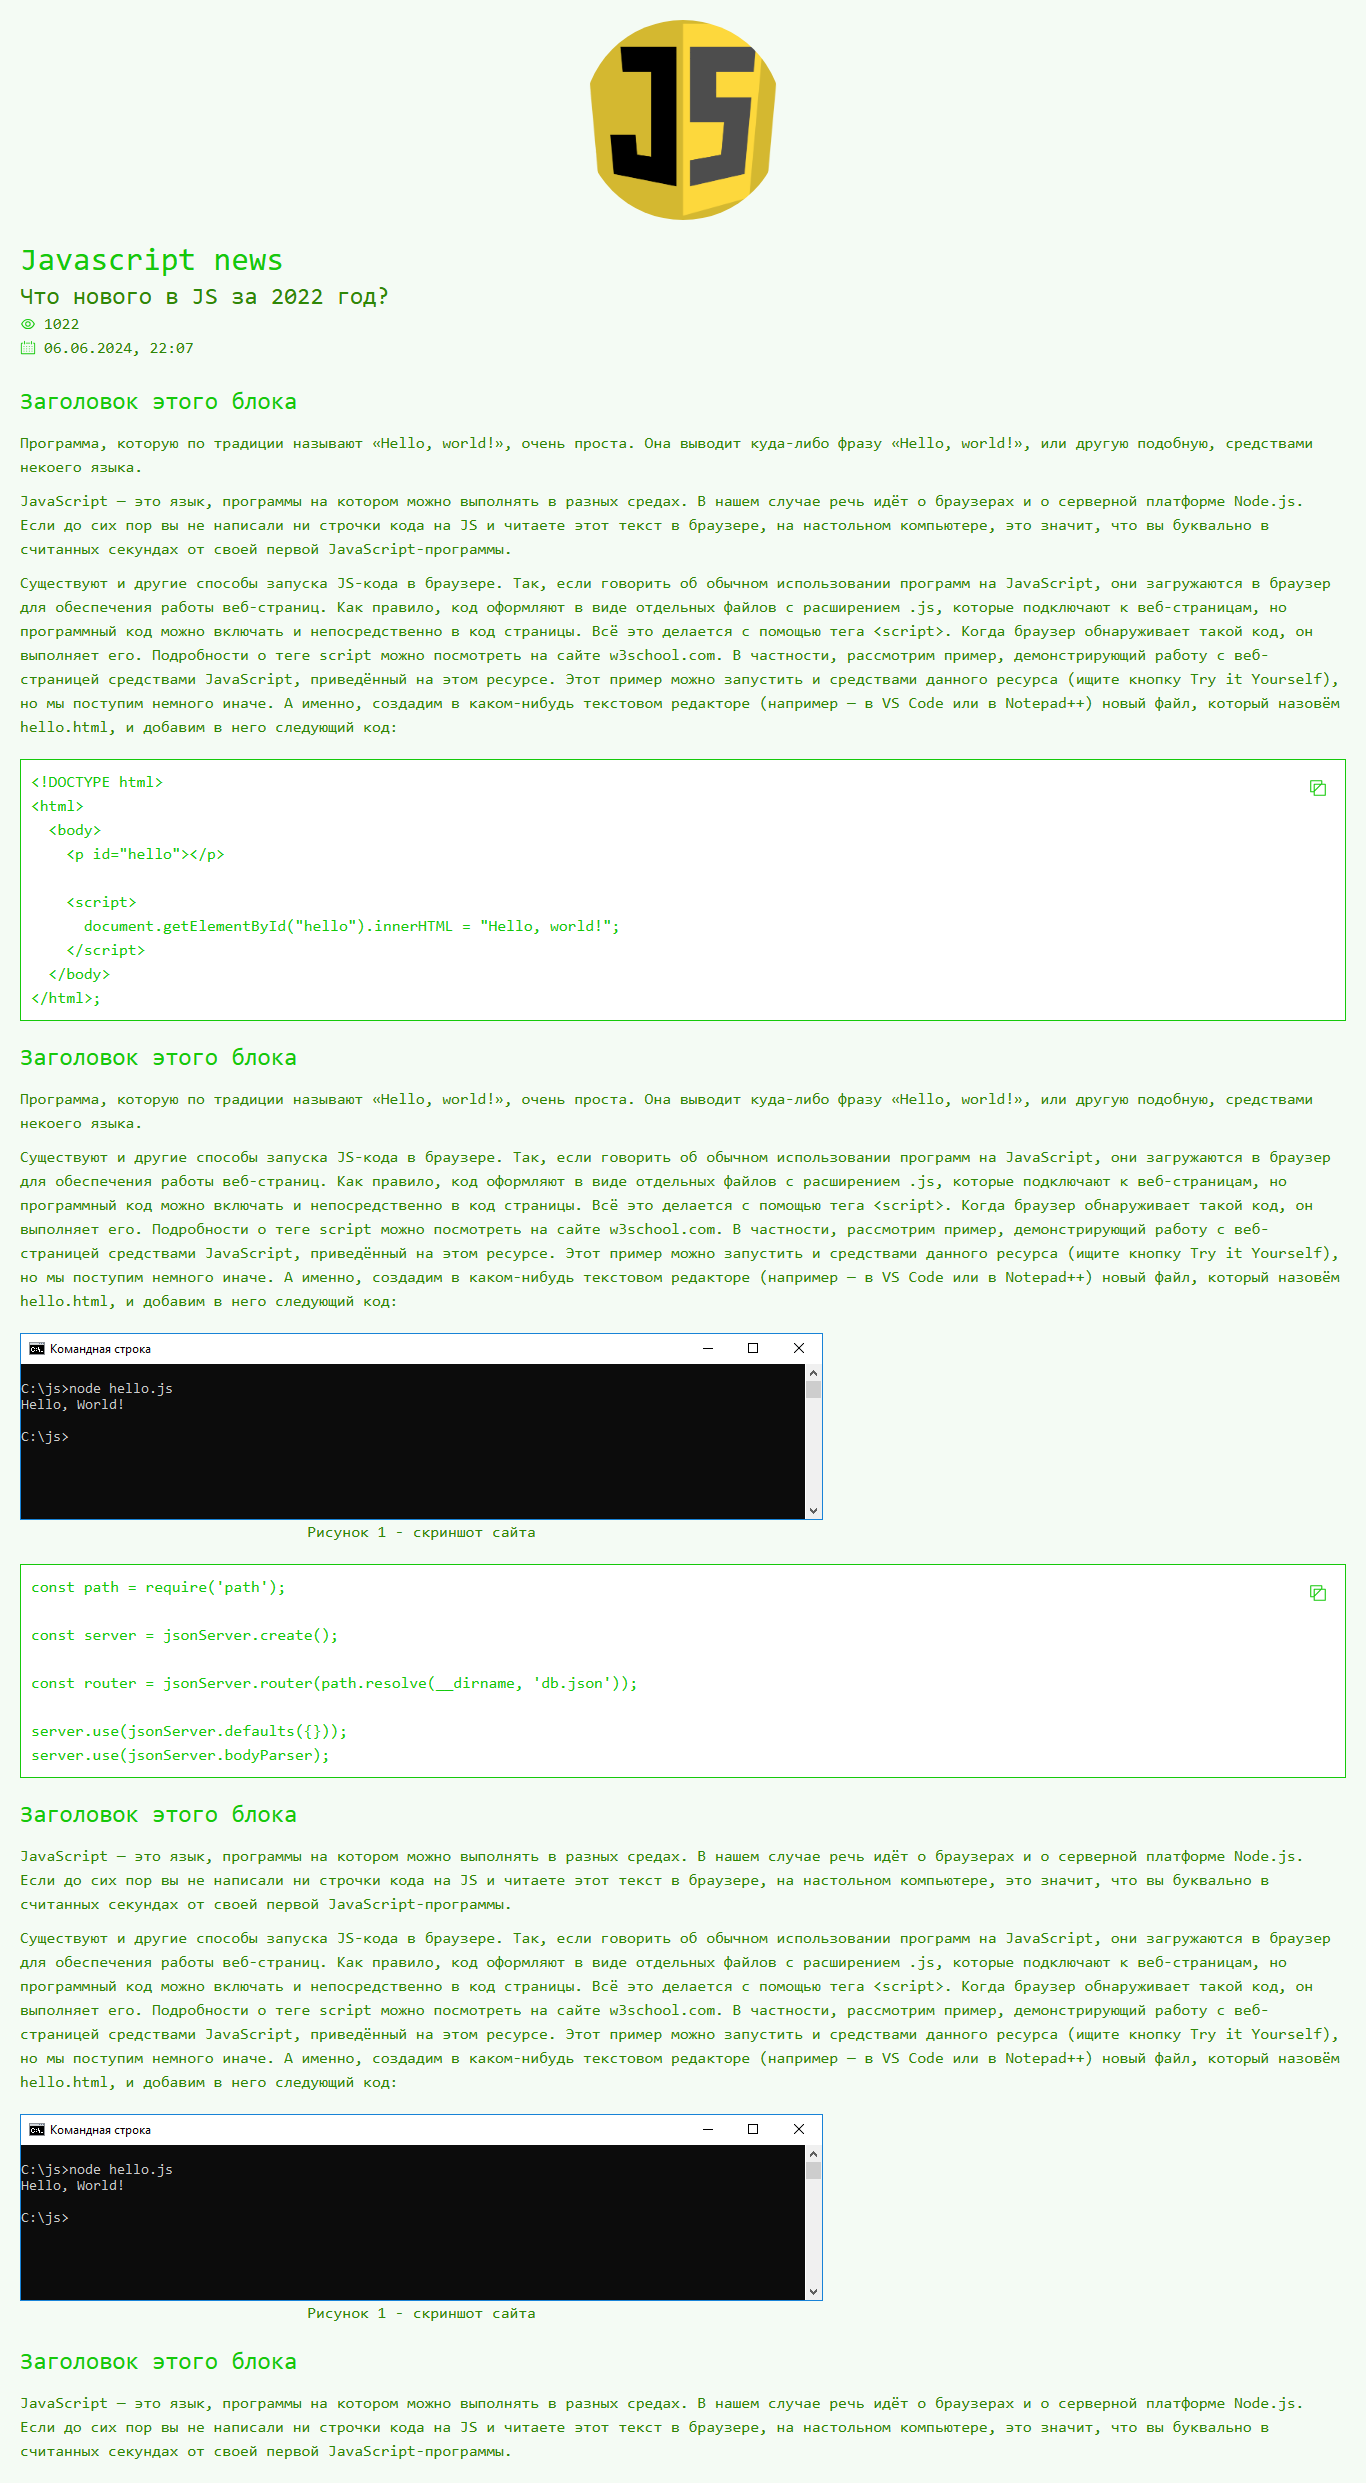 JS
Javascript news
Что нового в JS за 2022 год?
1022
06.06.2024, 22:07
Заголовок этого блока
Программа, которую по традиции называют «Hello, world!», очень проста. Она выводит куда-либо фразу «Hello, world!», или другую подобную, средствами
некоего языка.
JavaScript — это язык, программы на котором можно выполнять в разных средах. В нашем случае речь идёт о браузерах и о серверной платформе Node.js.
Если до сих пор вы не написали ни строчки кода на JS и читаете этот текст в браузере, на настольном компьютере, это значит, что вы буквально в
считанных секундах от своей первой JavaScript-программы.
Существуют и другие способы запуска JS-кода в браузере. Так, если говорить об обычном использовании программ на JavaScript, они загружаются в браузер
для обеспечения работы веб-страниц. Как правило, код оформляют в виде отдельных файлов с расширением .js, которые подключают к веб-страницам, но
программный код можно включать и непосредственно в код страницы. Всё это делается с помощью тега <script>. Когда браузер обнаруживает такой код, он
выполняет его. Подробности о теге script можно посмотреть на сайте w3school.com. В частности, рассмотрим пример, демонстрирующий работу с веб-
страницей средствами JavaScript, приведённый на этом ресурсе. Этот пример можно запустить и средствами данного ресурса (ищите кнопку Try it Yourself),
но мы поступим немного иначе. А именно, создадим в каком-нибудь текстовом редакторе (например — в VS Code или в Notepad++) новый файл, который назовём
hello.html, и добавим в него следующий код:
<!DOCTYPE html>
<html>
  <body>
    <p id="hello"></p>
    <script>
      document.getElementById("hello").innerHTML = "Hello, world!";
    </script>
  </body>
</html>;
Заголовок этого блока
Программа, которую по традиции называют «Hello, world!», очень проста. Она выводит куда-либо фразу «Hello, world!», или другую подобную, средствами
некоего языка.
Существуют и другие способы запуска JS-кода в браузере. Так, если говорить об обычном использовании программ на JavaScript, они загружаются в браузер
для обеспечения работы веб-страниц. Как правило, код оформляют в виде отдельных файлов с расширением .js, которые подключают к веб-страницам, но
программный код можно включать и непосредственно в код страницы. Всё это делается с помощью тега <script>. Когда браузер обнаруживает такой код, он
выполняет его. Подробности о теге script можно посмотреть на сайте w3school.com. В частности, рассмотрим пример, демонстрирующий работу с веб-
страницей средствами JavaScript, приведённый на этом ресурсе. Этот пример можно запустить и средствами данного ресурса (ищите кнопку Try it Yourself),
но мы поступим немного иначе. А именно, создадим в каком-нибудь текстовом редакторе (например — в VS Code или в Notepad++) новый файл, который назовём
hello.html, и добавим в него следующий код:
Командная строка
C:\js>node hello.js
Hello, World!
C:\js>
Рисунок 1 - скриншот сайта
const path = require('path');
const server = jsonServer.create();
const router = jsonServer.router(path.resolve(__dirname, 'db.json'));
server.use(jsonServer.defaults({}));
server.use(jsonServer.bodyParser);
Заголовок этого блока
JavaScript — это язык, программы на котором можно выполнять в разных средах. В нашем случае речь идёт о браузерах и о серверной платформе Node.js.
Если до сих пор вы не написали ни строчки кода на JS и читаете этот текст в браузере, на настольном компьютере, это значит, что вы буквально в
считанных секундах от своей первой JavaScript-программы.
Существуют и другие способы запуска JS-кода в браузере. Так, если говорить об обычном использовании программ на JavaScript, они загружаются в браузер
для обеспечения работы веб-страниц. Как правило, код оформляют в виде отдельных файлов с расширением .js, которые подключают к веб-страницам, но
программный код можно включать и непосредственно в код страницы. Всё это делается с помощью тега <script>. Когда браузер обнаруживает такой код, он
выполняет его. Подробности о теге script можно посмотреть на сайте w3school.com. В частности, рассмотрим пример, демонстрирующий работу с веб-
страницей средствами JavaScript, приведённый на этом ресурсе. Этот пример можно запустить и средствами данного ресурса (ищите кнопку Try it Yourself),
но мы поступим немного иначе. А именно, создадим в каком-нибудь текстовом редакторе (например — в VS Code или в Notepad++) новый файл, который назовём
hello.html, и добавим в него следующий код:
Командная строка
C:\js>node hello.js
Hello, World!
C:\js>
Рисунок 1 - скриншот сайта
Заголовок этого блока
JavaScript — это язык, программы на котором можно выполнять в разных средах. В нашем случае речь идёт о браузерах и о серверной платформе Node.js.
Если до сих пор вы не написали ни строчки кода на JS и читаете этот текст в браузере, на настольном компьютере, это значит, что вы буквально в
считанных секундах от своей первой JavaScript-программы.